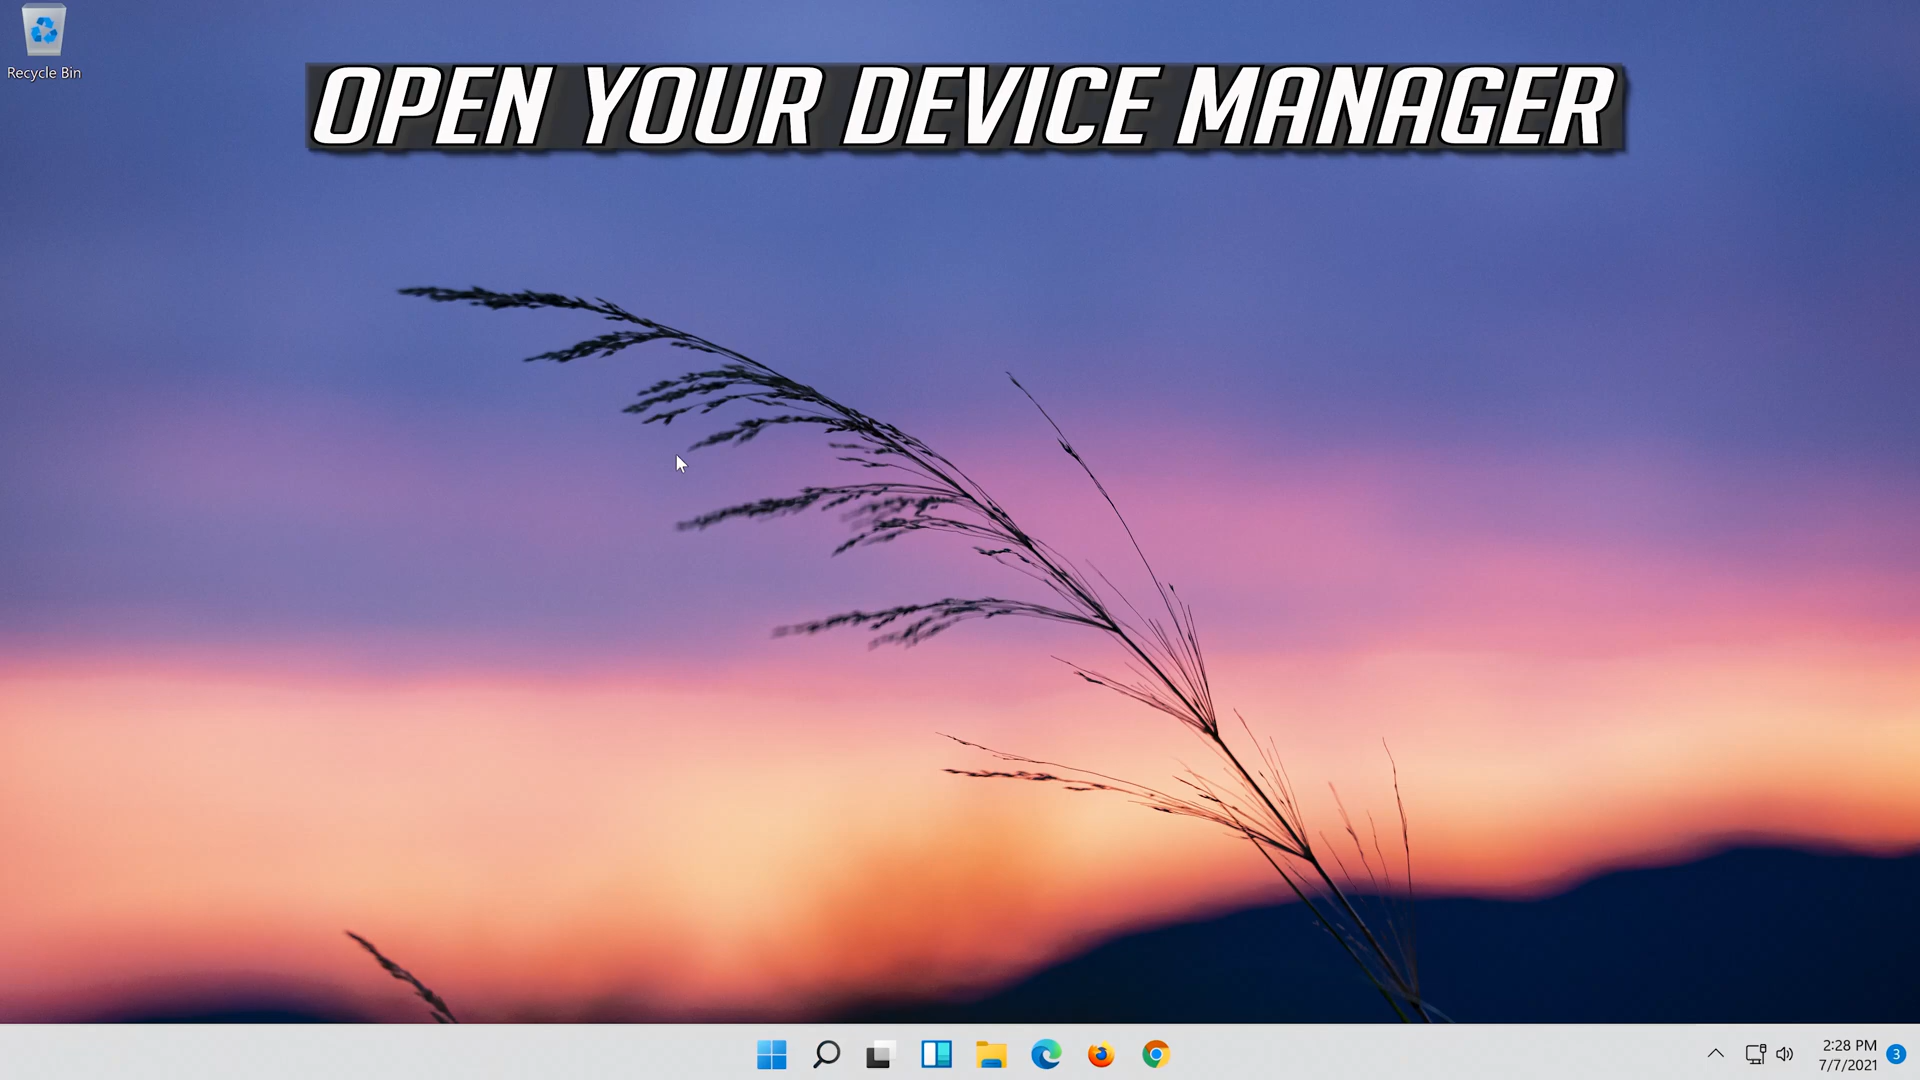 OPEN YOUR DEVICE MANAGER
Recycle Bin
2:28 PM
7/7/2021
3